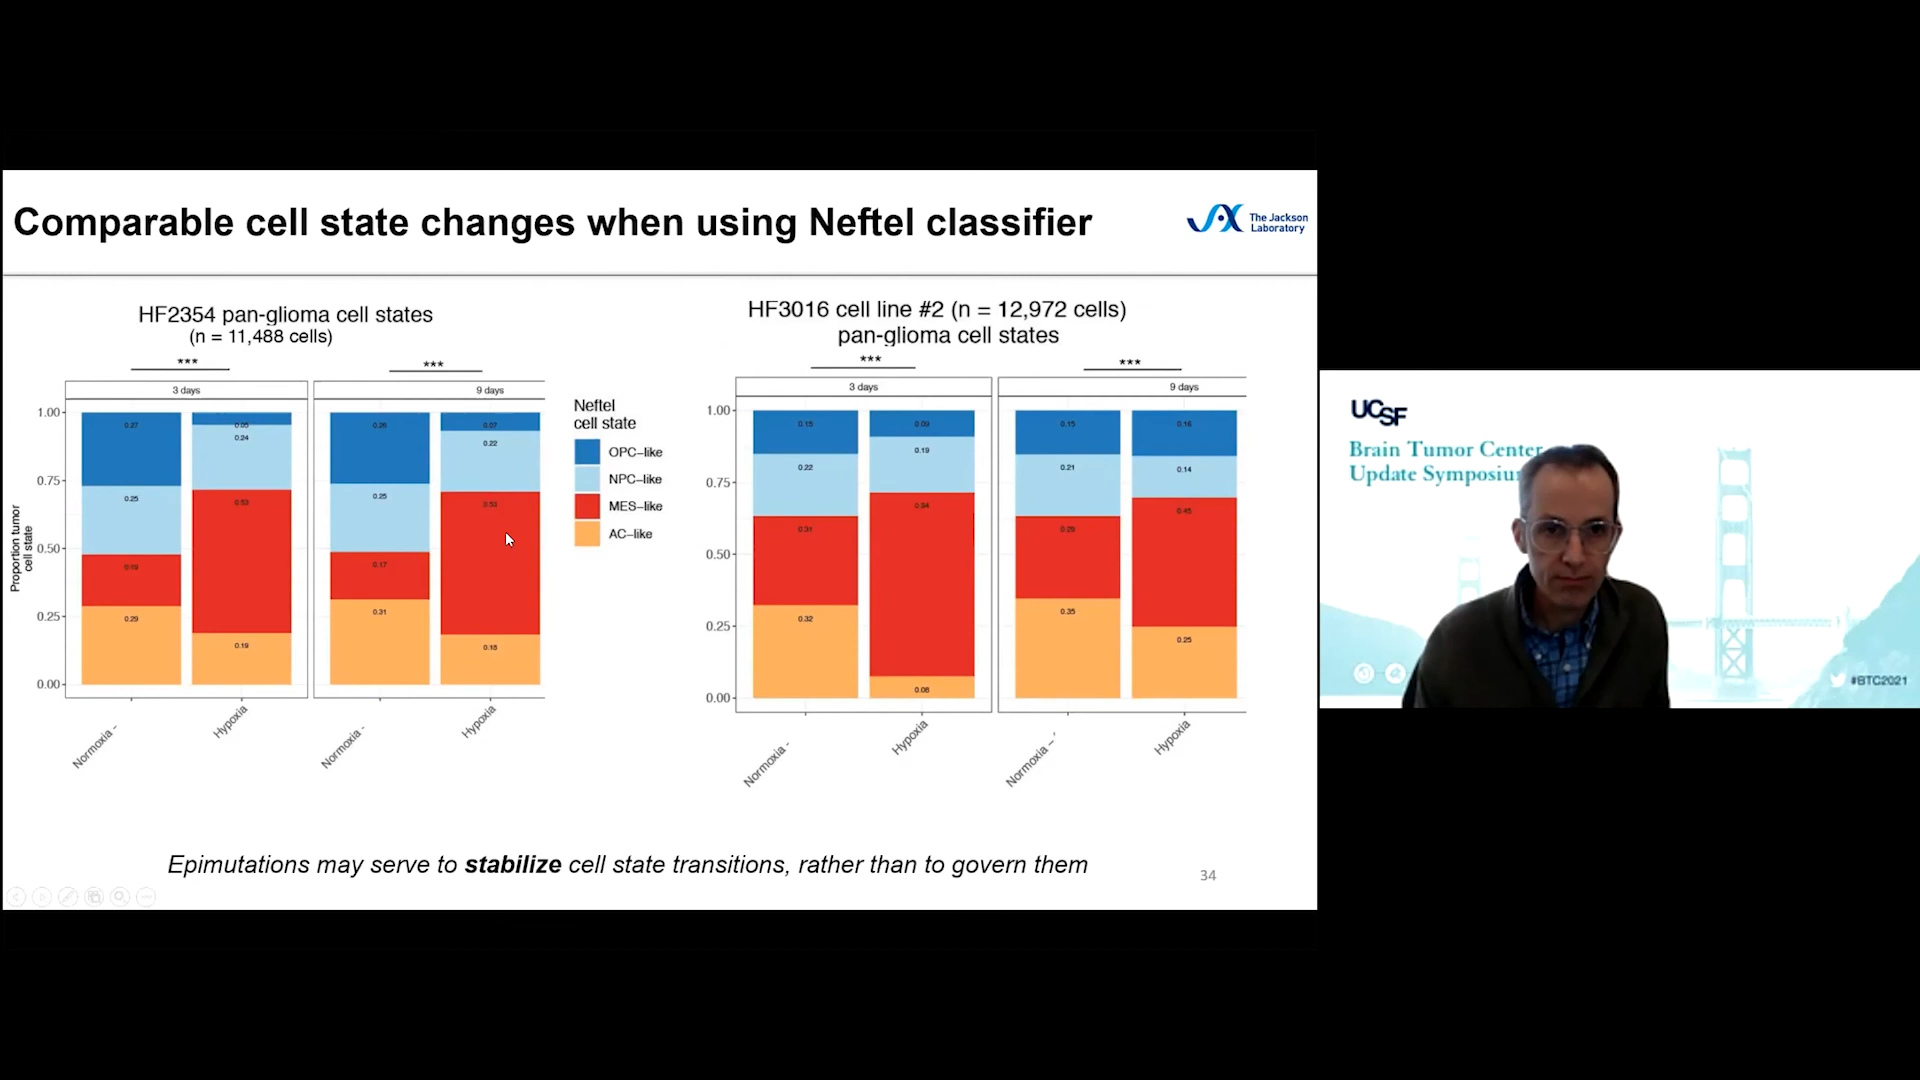 Comparable cell state changes when using Neftel classifier
The Jackson
Laboratory
HF2354 pan-glioma cell states
(n = 11,488 cells)
***
***
3 days
9 days
Proportion tumor
cell state
1.00
0.75
0.50
0.25
0.00
0.27
0.25
0.19
0.29
0.05
0.24
0.53
0.19
0.26
0.25
0.17
0.31
0.07
0.22
0.18
Normoxia -
Hypoxia
Normoxia -
Hypoxia
Neftel
cell state
OPC-like
NPC-like
MES-like
AC-like
HF3016 cell line #2 (n = 12,972 cells)
pan-glioma cell states
***
***
3 days
9 days
1.00
0.75
0.50
0.25
0.00
0.15
0.22
0.31
0.32
0.09
0.19
0.08
0.15
0.21
0.29
0.35
0.16
0.14
0.45
0.25
Normoxia -
Hypoxia
Normoxia -
Hypoxia
Epimutations may serve to stabilize cell state transitions, rather than to govern them
34
UCSF
Brain Tumor Center
Update
#BTC2021